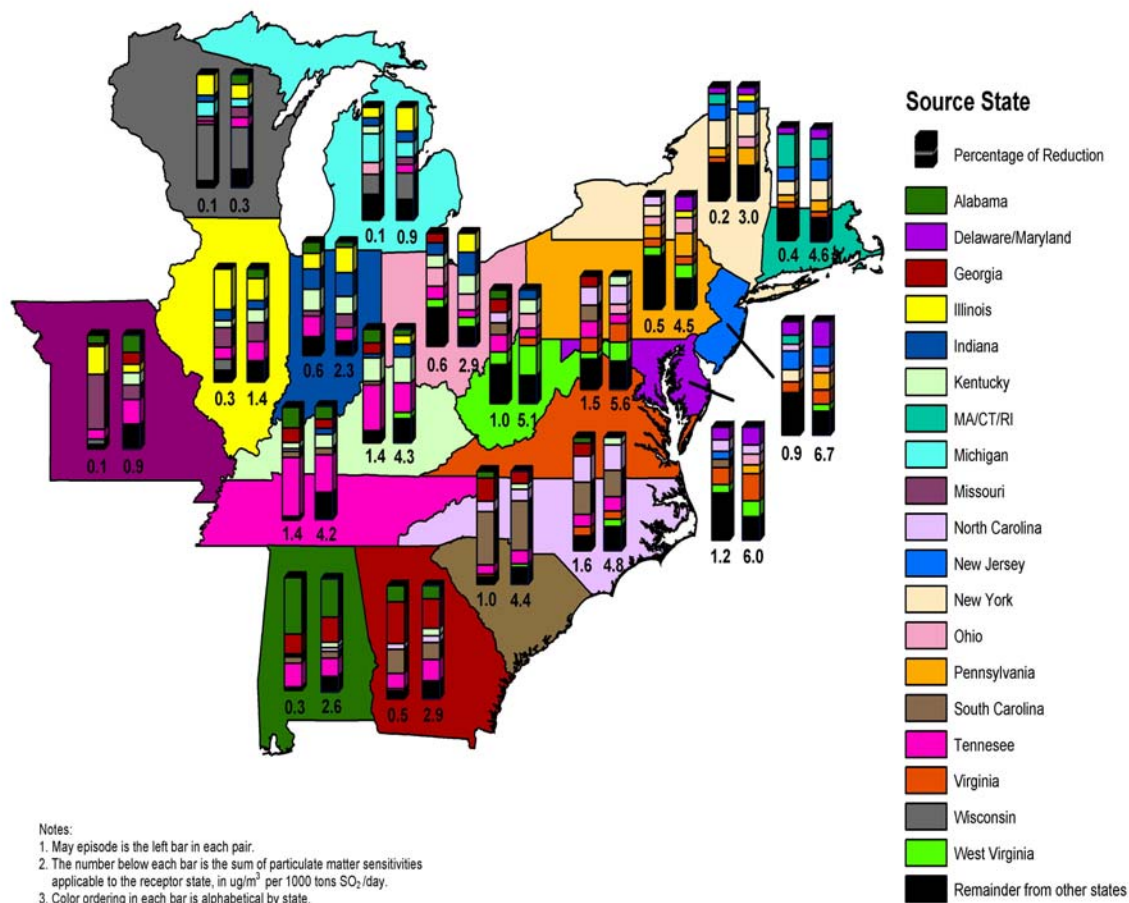 0.1 0.3
0.1 0.9
0.2 3.0
0.4 4.6
0.3 1.4
0.6 2.3
0.6 2.9
0.5 4.5
0.1 0.9
1.4 4.3
1.0 5.1
1.5 5.6
0.9 6.7
1.4 4.2
1.0 4.4
1.6 4.8
1.2 6.0
0.3 2.6
0.5 2.9
Source State
Percentage of Reduction
Alabama
Delaware/Maryland
Georgia
Illinois
Indiana
Kentucky
MA/CT/RI
Michigan
Missouri
North Carolina
New Jersey
New York
Ohio
Pennsylvania
South Carolina
Tennesee
Virginia
Wisconsin
West Virginia
Remainder from other states
Notes:
1. May episode is the left bar in each pair.
2. The number below each bar is the sum of particulate matter sensitivities
applicable to the receptor state, in ug/m³ per 1000 tons SO₂/day.
3. Color ordering in each bar is alphabetical by state.